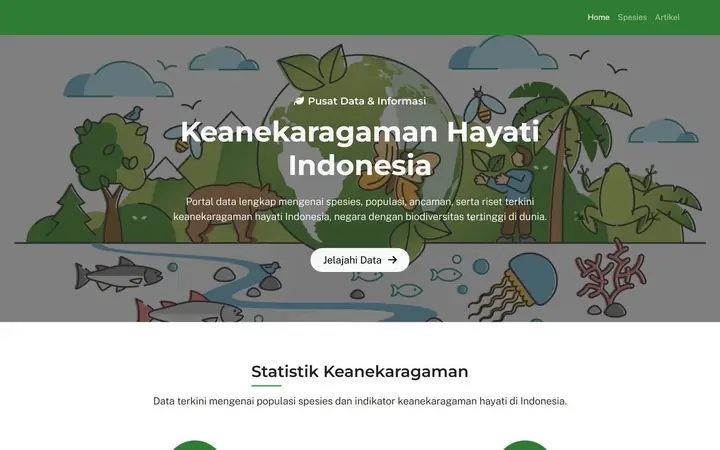 Home Spesies Artikel
Pusat Data & Informasi
Keanekaragaman Hayati
Indonesia
Portal data lengkap mengenai spesies, populasi, ancaman, serta riset terkini
keanekaragaman hayati Indonesia, negara dengan biodiversitas tertinggi di dunia.
Jelajahi Data
Statistik Keanekaragaman
Data terkini mengenai populasi spesies dan indikator keanekaragaman hayati di Indonesia.